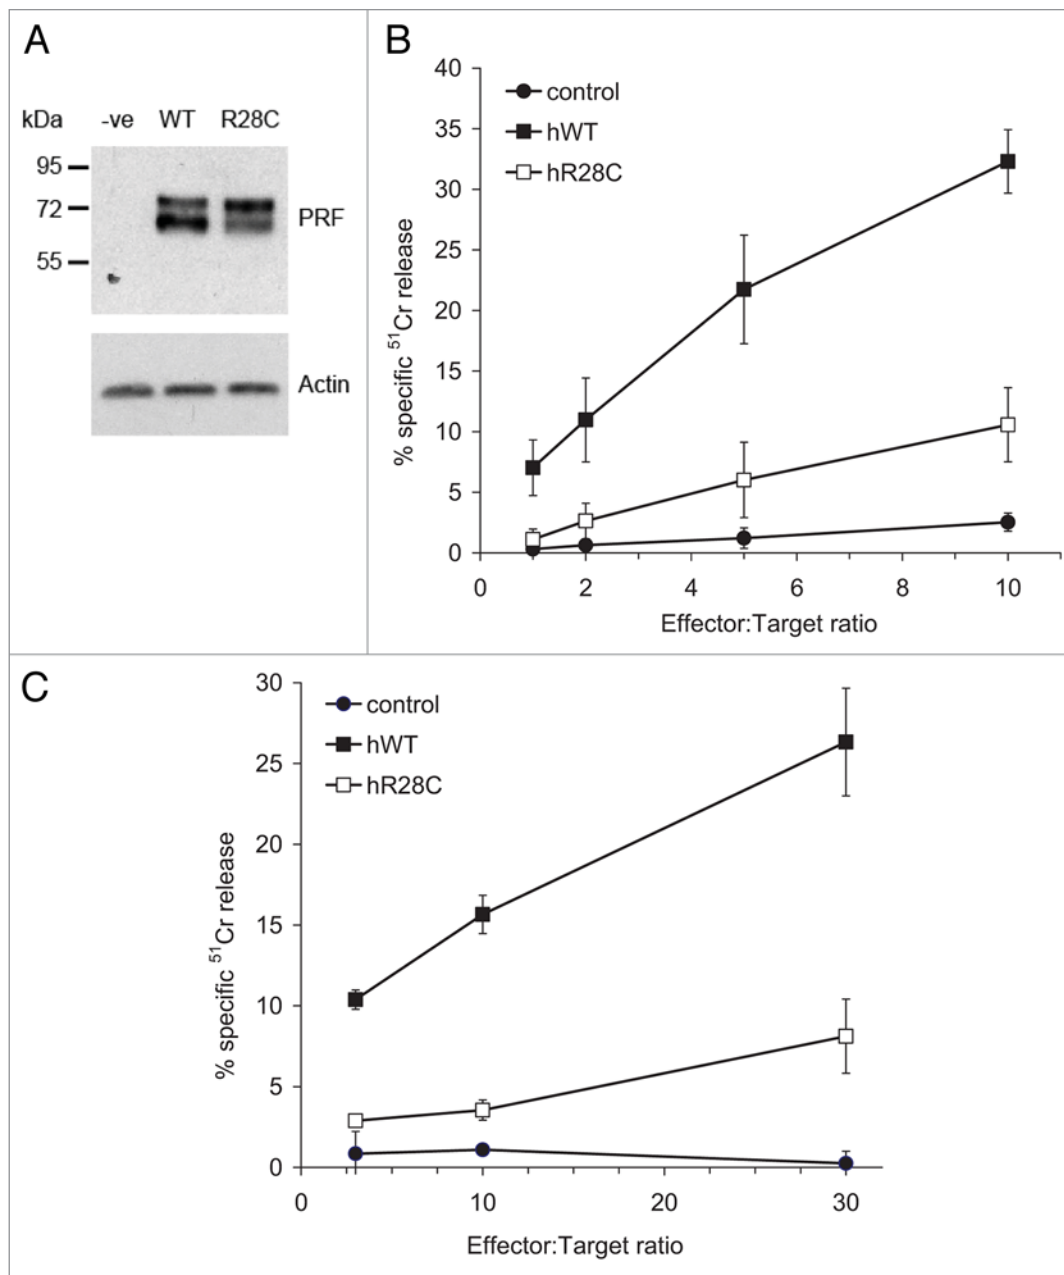 A
kDa -ve WT R28C
95
72
PRF
55
Actin
B
40
35
30
25
20
15
10
5
0
% specific ⁵¹Cr release
control
hWT
hR28C
0 2 4 6 8 10
Effector:Target ratio
C
30
25
20
15
10
5
0
% specific ⁵¹Cr release
control
hWT
hR28C
0 10 20 30
Effector:Target ratio